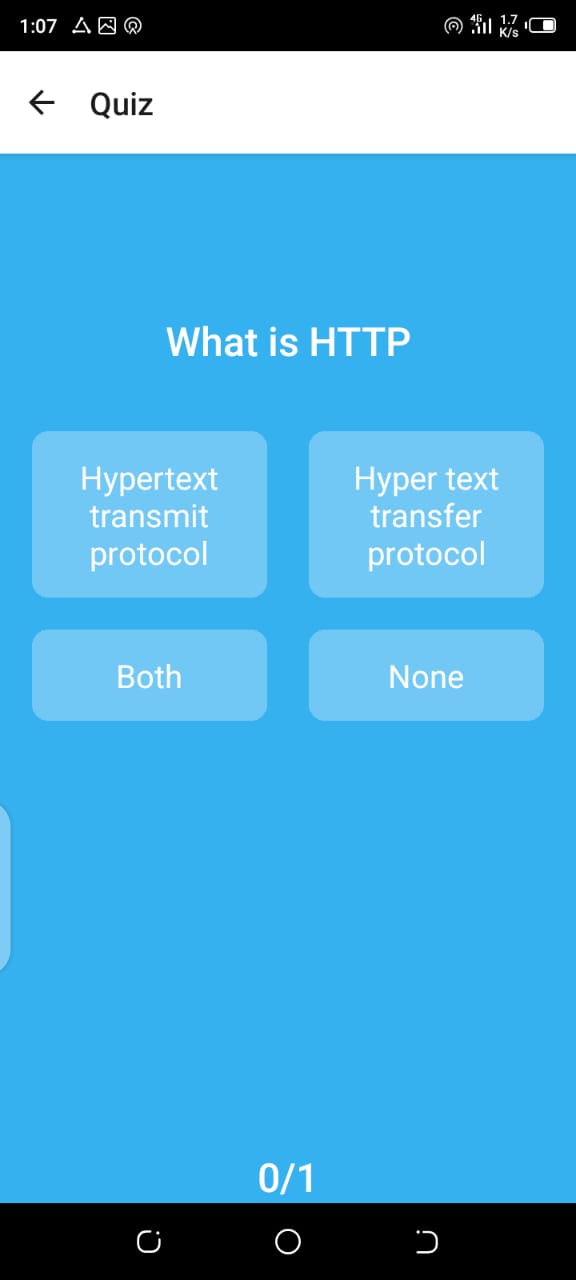 1:07
4G
1.7
K/s
Quiz
What is HTTP
Hypertext
transmit
protocol
Hyper text
transfer
protocol
Both
None
0/1